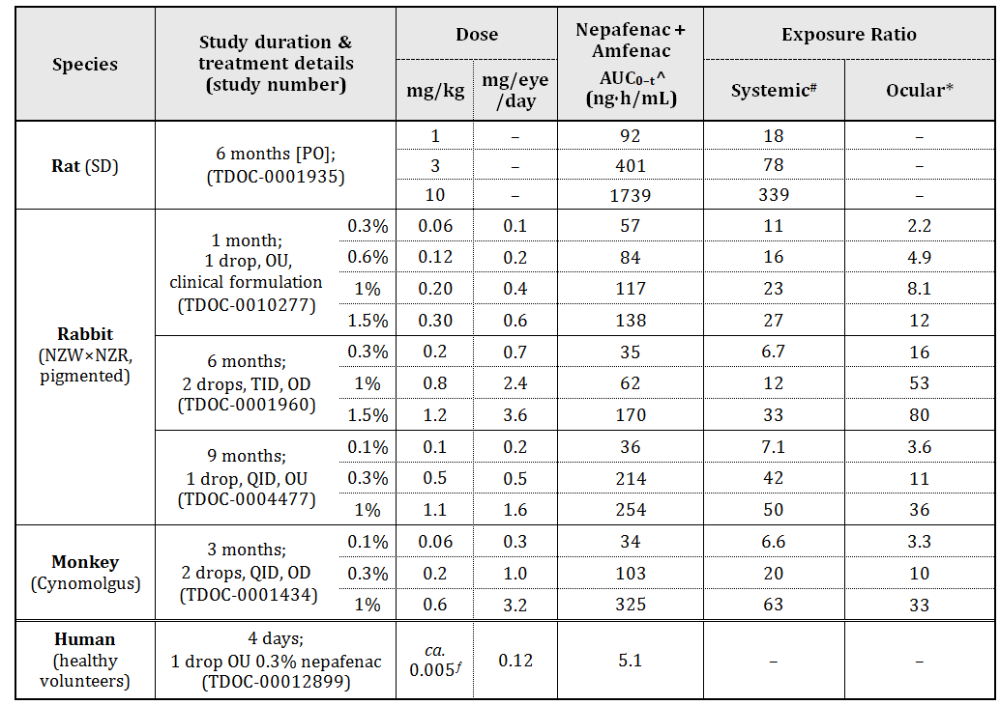 Species
Study duration &
treatment details
(study number)
Dose
mg/kg
mg/eye
/day
Nepafenac +
Amfenac
AUC₀₋ₜ^
(ng·h/mL)
Exposure Ratio
Systemic#
Ocular*
Rat (SD)
6 months [PO];
(TDOC-0001935)
1 – 92 18 –
3 – 401 78 –
10 – 1739 339 –
Rabbit
(NZW×NZR,
pigmented)
1 month;
1 drop, OU,
clinical formulation
(TDOC-0010277)
0.3% 0.06 0.1 57 11 2.2
0.6% 0.12 0.2 84 16 4.9
1% 0.20 0.4 117 23 8.1
1.5% 0.30 0.6 138 27 12
6 months;
2 drops, TID, OD
(TDOC-0001960)
0.3% 0.2 0.7 35 6.7 16
1% 0.8 2.4 62 12 53
1.5% 1.2 3.6 170 33 80
9 months;
1 drop, QID, OU
(TDOC-0004477)
0.1% 0.1 0.2 36 7.1 3.6
0.3% 0.5 0.5 214 42 11
1% 1.1 1.6 254 50 36
Monkey
(Cynomolgus)
3 months;
2 drops, QID, OD
(TDOC-0001434)
0.1% 0.06 0.3 34 6.6 3.3
0.3% 0.2 1.0 103 20 10
1% 0.6 3.2 325 63 33
Human
(healthy
volunteers)
4 days;
1 drop OU 0.3% nepafenac
(TDOC-00012899)
ca.
0.005ƒ 0.12 5.1 – –